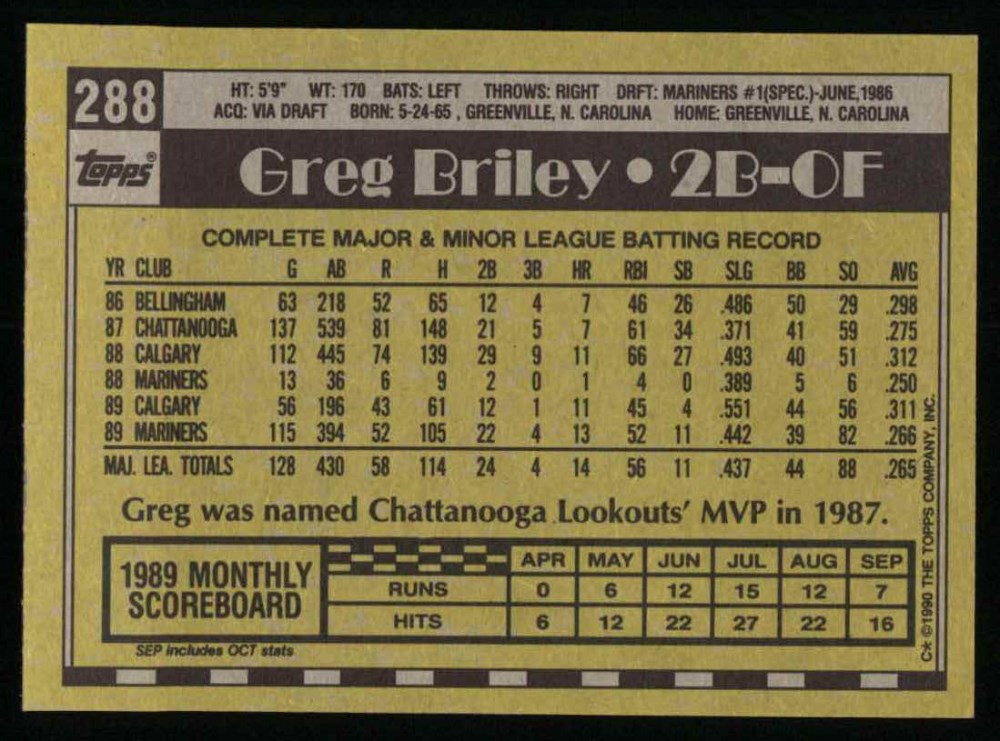 288
HT: 5'9" WT: 170 BATS: LEFT THROWS: RIGHT DRFT: MARINERS #1(SPEC.)-JUNE,1986
ACQ: VIA DRAFT BORN: 5-24-65, GREENVILLE, N. CAROLINA HOME: GREENVILLE, N. CAROLINA
topps®
Greg Briley • 2B-OF
COMPLETE MAJOR & MINOR LEAGUE BATTING RECORD
YR CLUB G AB R H 2B 3B HR RBI SB SLG BB SO AVG
86 BELLINGHAM 63 218 52 65 12 4 7 46 26 .486 50 29 .298
87 CHATTANOOGA 137 539 81 148 21 5 7 61 34 .371 41 59 .275
88 CALGARY 112 445 74 139 29 9 11 66 27 .493 40 51 .312
88 MARINERS 13 36 6 9 2 0 1 4 0 .389 5 6 .250
89 CALGARY 56 196 43 61 12 1 11 45 4 .551 44 56 .311
89 MARINERS 115 394 52 105 22 4 13 52 11 .442 39 82 .266
MAJ. LEA. TOTALS 128 430 58 114 24 4 14 56 11 .437 44 88 .265
Greg was named Chattanooga Lookouts' MVP in 1987.
1989 MONTHLY
SCOREBOARD
APR MAY JUN JUL AUG SEP
RUNS 0 6 12 15 12 7
HITS 6 12 22 27 22 16
SEP includes OCT stats
C* ©1990 THE TOPPS COMPANY, INC.